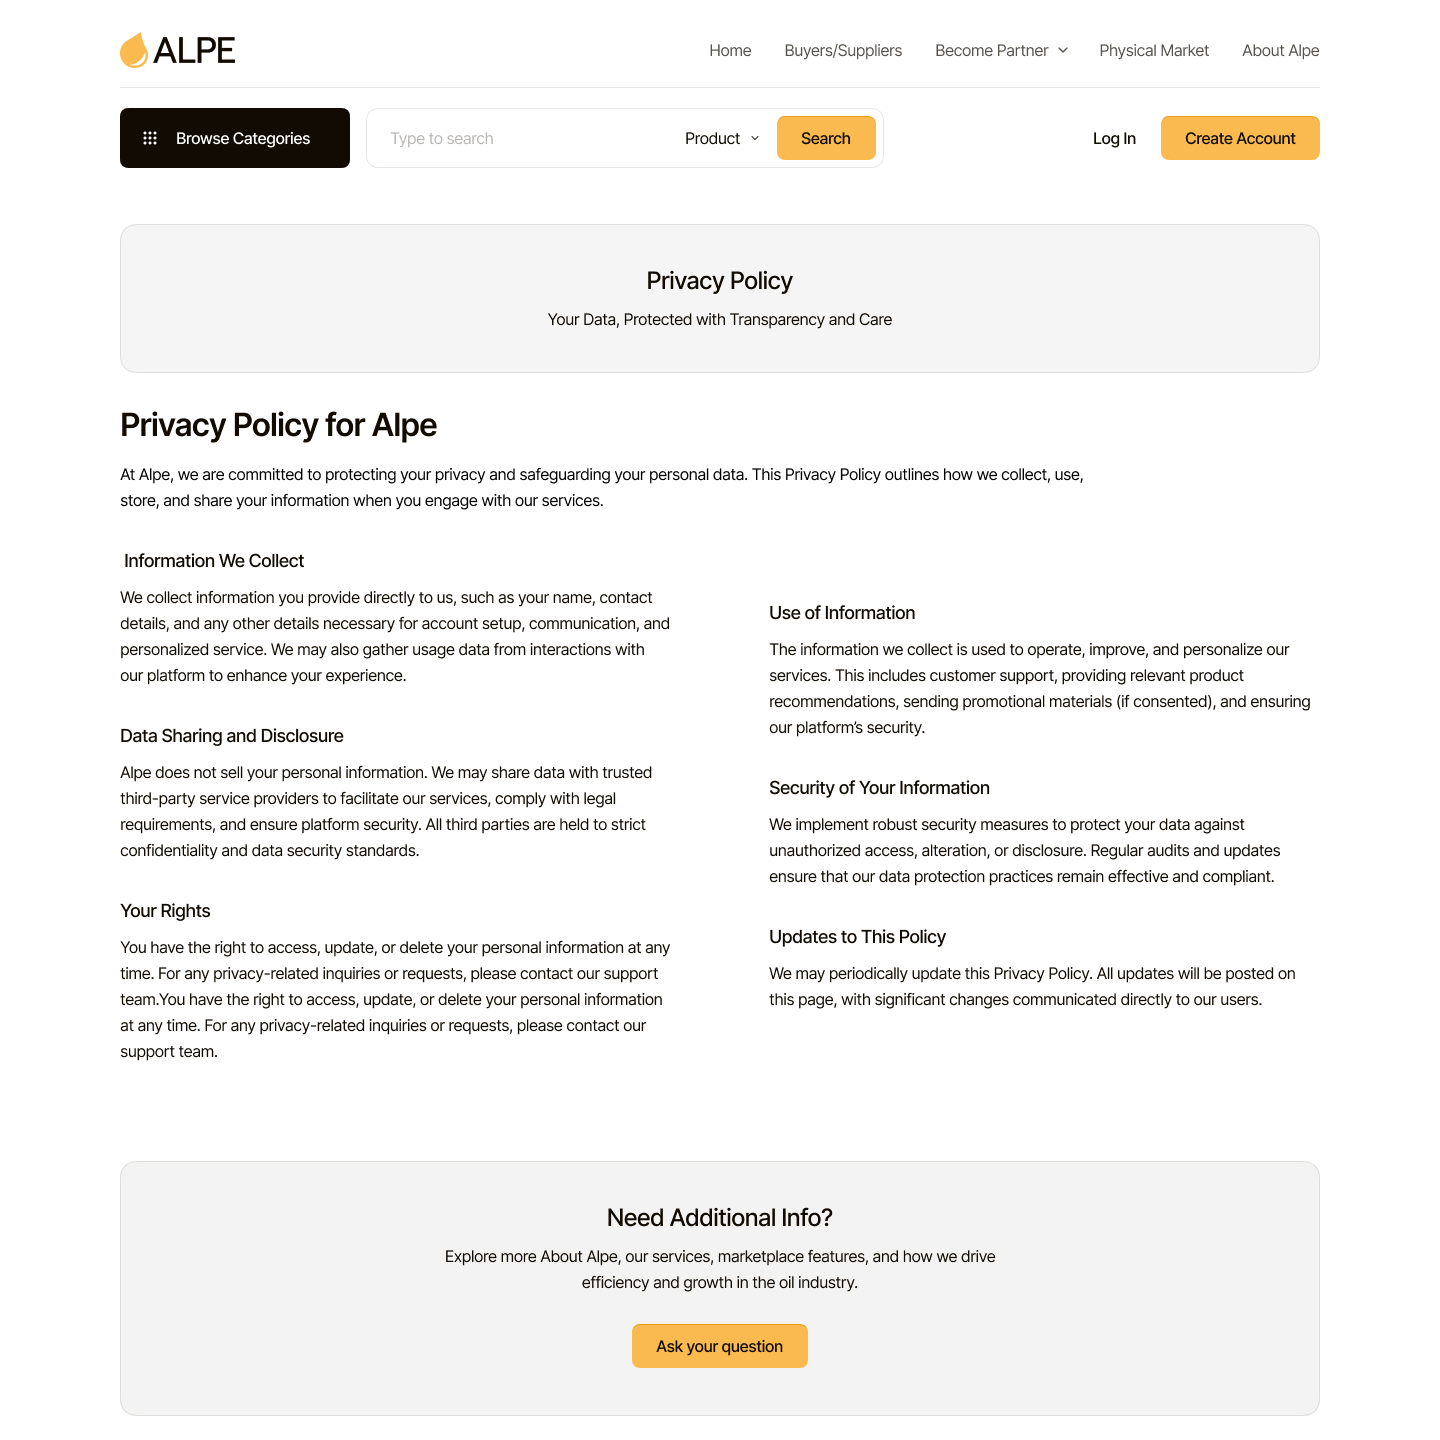 ALPE
Home
Buyers/Suppliers
Become Partner
Physical Market
About Alpe
Browse Categories
Type to search
Product
Search
Log In
Create Account
Privacy Policy
Your Data, Protected with Transparency and Care
Privacy Policy for Alpe
At Alpe, we are committed to protecting your privacy and safeguarding your personal data. This Privacy Policy outlines how we collect, use,
store, and share your information when you engage with our services.
Information We Collect
We collect information you provide directly to us, such as your name, contact
details, and any other details necessary for account setup, communication, and
personalized service. We may also gather usage data from interactions with
our platform to enhance your experience.
Data Sharing and Disclosure
Alpe does not sell your personal information. We may share data with trusted
third-party service providers to facilitate our services, comply with legal
requirements, and ensure platform security. All third parties are held to strict
confidentiality and data security standards.
Your Rights
You have the right to access, update, or delete your personal information at any
time. For any privacy-related inquiries or requests, please contact our support
team.You have the right to access, update, or delete your personal information
at any time. For any privacy-related inquiries or requests, please contact our
support team.
Use of Information
The information we collect is used to operate, improve, and personalize our
services. This includes customer support, providing relevant product
recommendations, sending promotional materials (if consented), and ensuring
our platform’s security.
Security of Your Information
We implement robust security measures to protect your data against
unauthorized access, alteration, or disclosure. Regular audits and updates
ensure that our data protection practices remain effective and compliant.
Updates to This Policy
We may periodically update this Privacy Policy. All updates will be posted on
this page, with significant changes communicated directly to our users.
Need Additional Info?
Explore more About Alpe, our services, marketplace features, and how we drive
efficiency and growth in the oil industry.
Ask your question